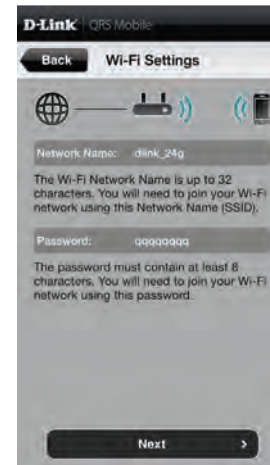 D-Link QRS Mobile
Back Wi-Fi Settings
Network Name: dlink_24g
The Wi-Fi Network Name is up to 32
characters. You will need to join your Wi-Fi
network using this Network Name (SSID).
Password: qqqqqqqq
The password must contain at least 8
characters. You will need to join your Wi-Fi
network using this password.
Next